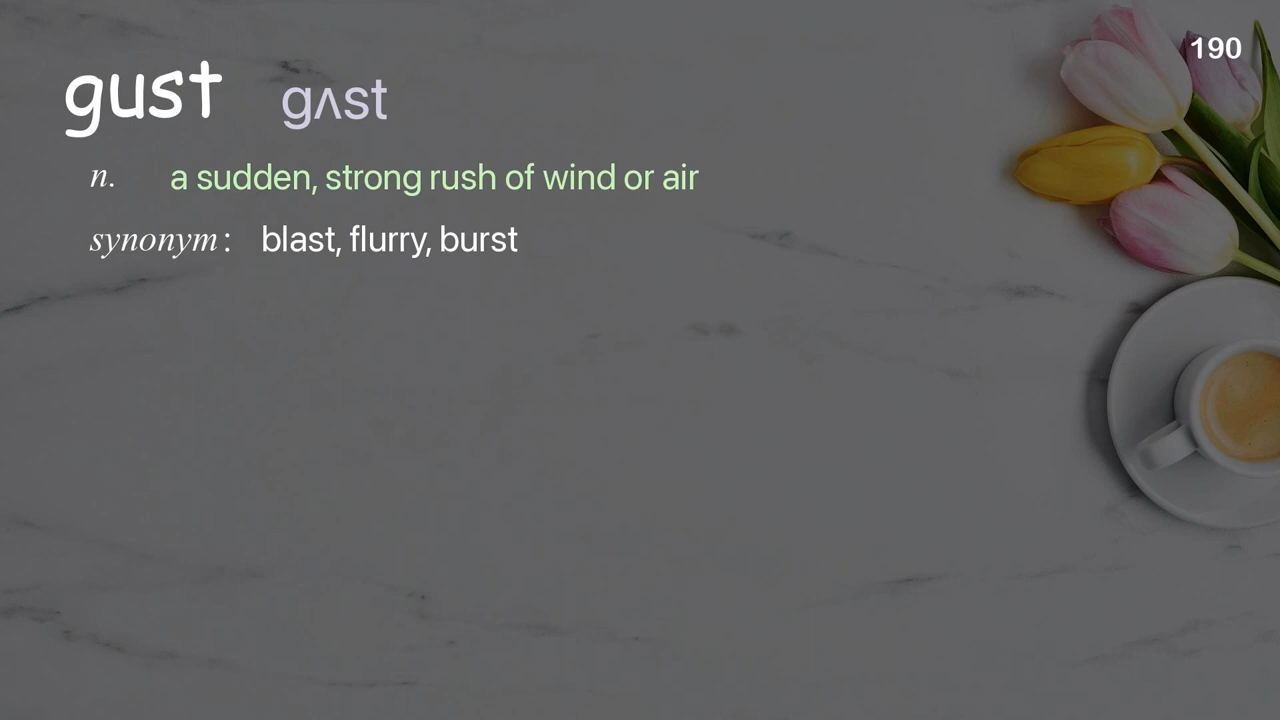 190
gust gʌst
n. a sudden, strong rush of wind or air
synonym: blast, flurry, burst